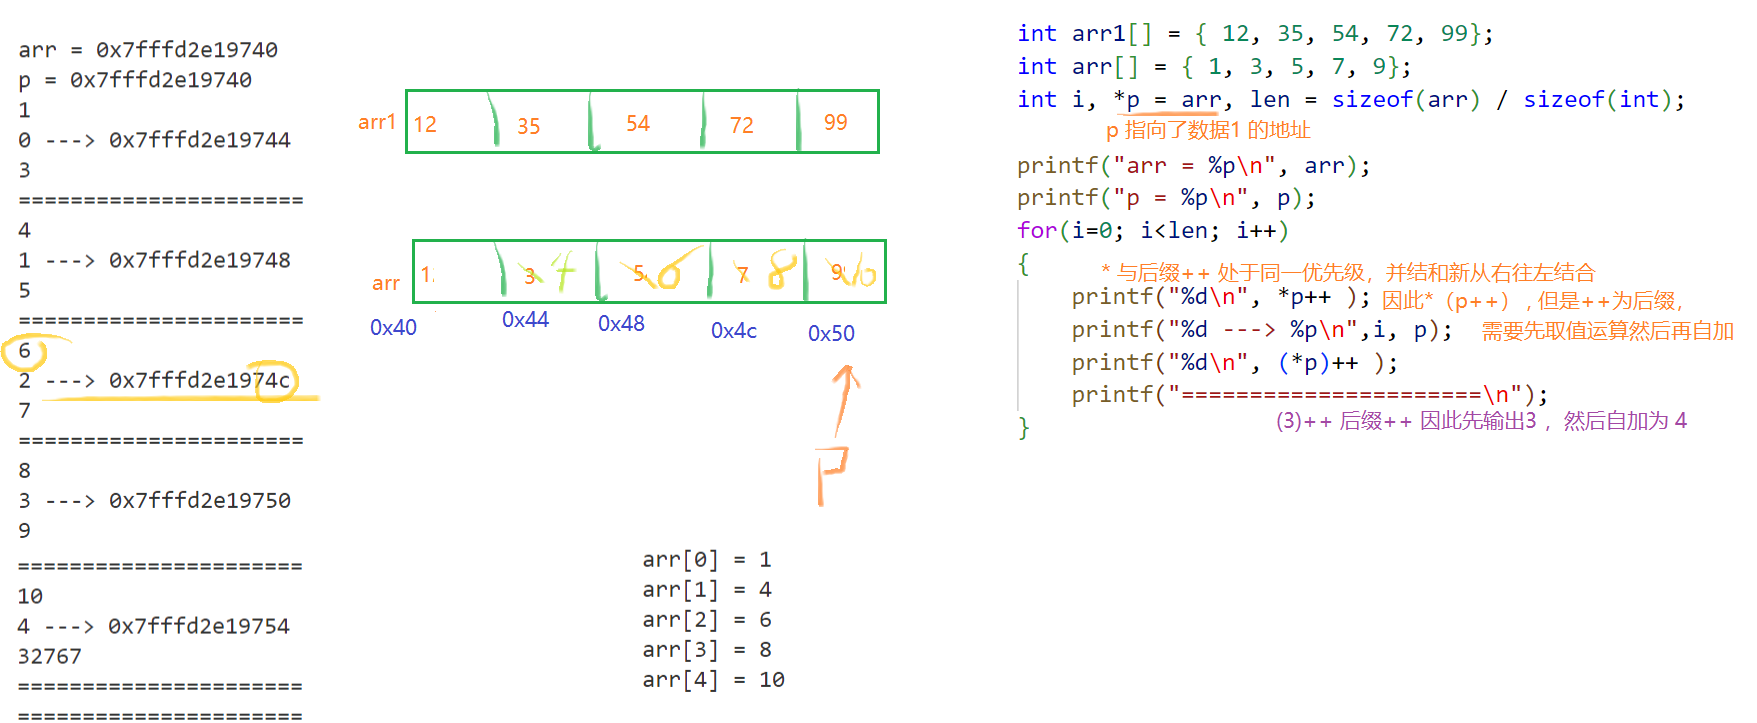 arr = 0x7fffd2e19740
p = 0x7fffd2e19740
1
0 ---> 0x7fffd2e19744
3
======================
4
1 ---> 0x7fffd2e19748
5
======================
6
2 ---> 0x7fffd2e1974c
7
======================
8
3 ---> 0x7fffd2e19750
9
======================
10
4 ---> 0x7fffd2e19754
32767
======================
======================
arr1 12 35 54 72 99
arr 1 3 4 5 6 7 8 9 10
0x40 0x44 0x48 0x4c 0x50
P
arr[0] = 1
arr[1] = 4
arr[2] = 6
arr[3] = 8
arr[4] = 10
int arr1[] = { 12, 35, 54, 72, 99};
int arr[] = { 1, 3, 5, 7, 9};
int i, *p = arr, len = sizeof(arr) / sizeof(int);
p 指向了数据1 的地址
printf("arr = %p\n", arr);
printf("p = %p\n", p);
for(i=0; i<len; i++)
{
* 与后缀++ 处于同一优先级，并结和新从右往左结合
printf("%d\n", *p++ ); 因此*（p++），但是++为后缀，
printf("%d ---> %p\n",i, p); 需要先取值运算然后再自加
printf("%d\n", (*p)++ );
printf("======================\n");
(3)++ 后缀++ 因此先输出3 ，然后自加为 4
}